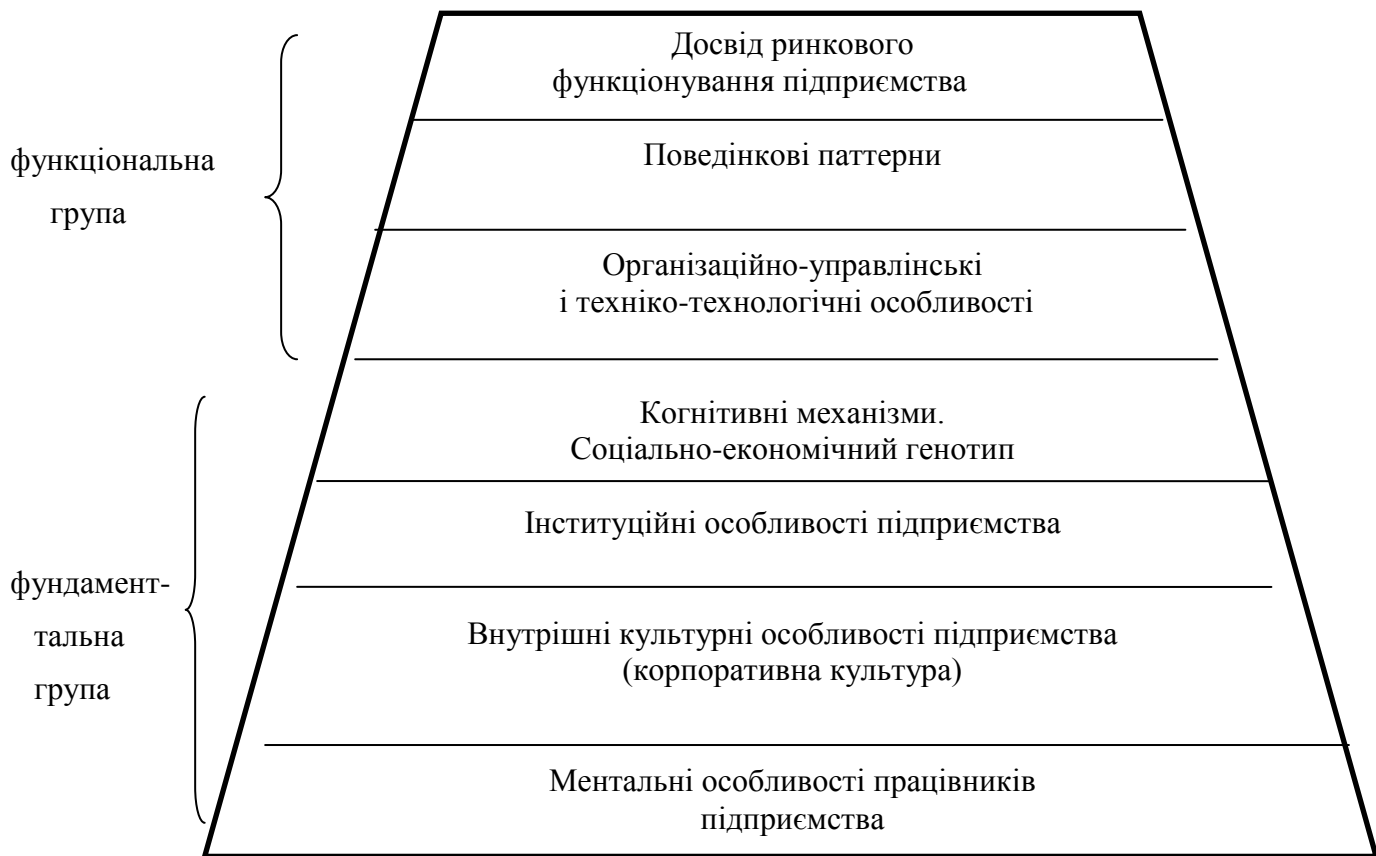 Досвід ринкового
функціонування підприємства
функціональна
група
Поведінкові паттерни
Організаційно-управлінські
і техніко-технологічні особливості
Когнітивні механізми.
Соціально-економічний генотип
Інституційні особливості підприємства
фундамент-
тальна
група
Внутрішні культурні особливості підприємства
(корпоративна культура)
Ментальні особливості працівників
підприємства